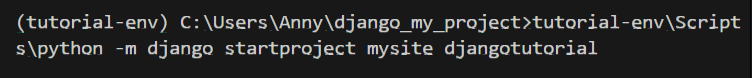 (tutorial-env) C:\Users\Anny\django_my_project>tutorial-env\Script
s\python -m django startproject mysite djangotutorial